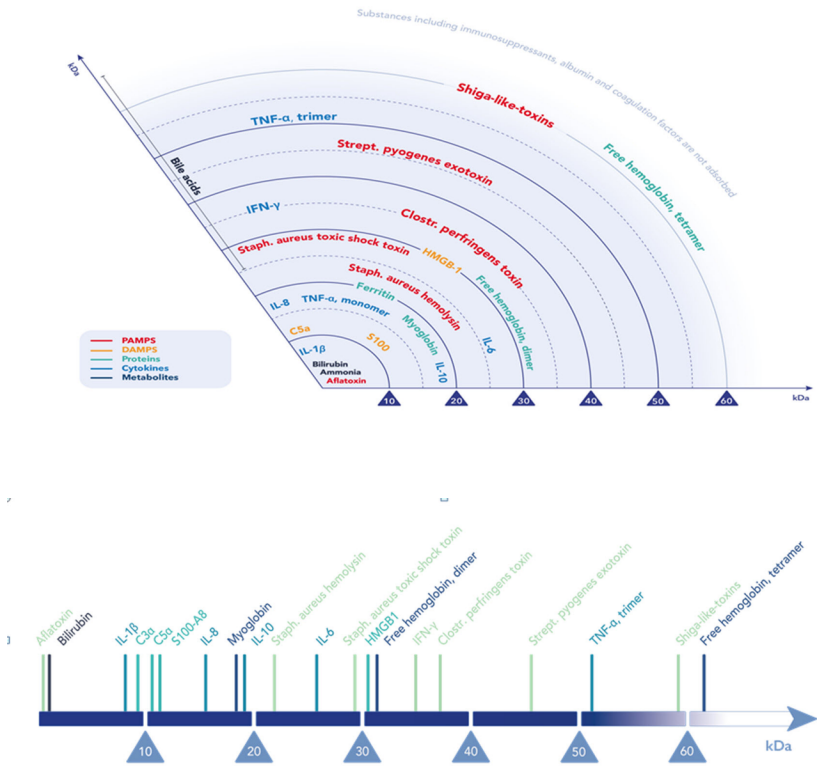 Substances including immunosuppressants, albumin and coagulation factors are not adsorbed
kDa
Shiga-like-toxins
TNF-α, trimer
Free hemoglobin, tetramer
Strept. pyogenes exotoxin
Bile acids
IFN-γ
Clostr. perfringens toxin
Staph. aureus toxic shock toxin
HMGB-1
Staph. aureus hemolysin
Free hemoglobin, dimer
Ferritin
IL-8
TNF-α, monomer
Myoglobin
C5a
S100
IL-6
IL-1β
IL-10
Bilirubin
Ammonia
Aflatoxin
PAMPS
DAMPS
Proteins
Cytokines
Metabolites
10
20
30
40
50
60
kDa
Aflatoxin
Bilirubin
IL-1β
C3α
C5α
S100-A8
IL-8
Myoglobin
IL-10
Staph. aureus hemolysin
IL-6
Staph. aureus toxic shock toxin
HMGB1
Free hemoglobin, dimer
IFN-γ
Clostr. perfringens toxin
Strept. pyogenes exotoxin
TNF-α, trimer
Shiga-like-toxins
Free hemoglobin, tetramer
10
20
30
40
50
60
kDa